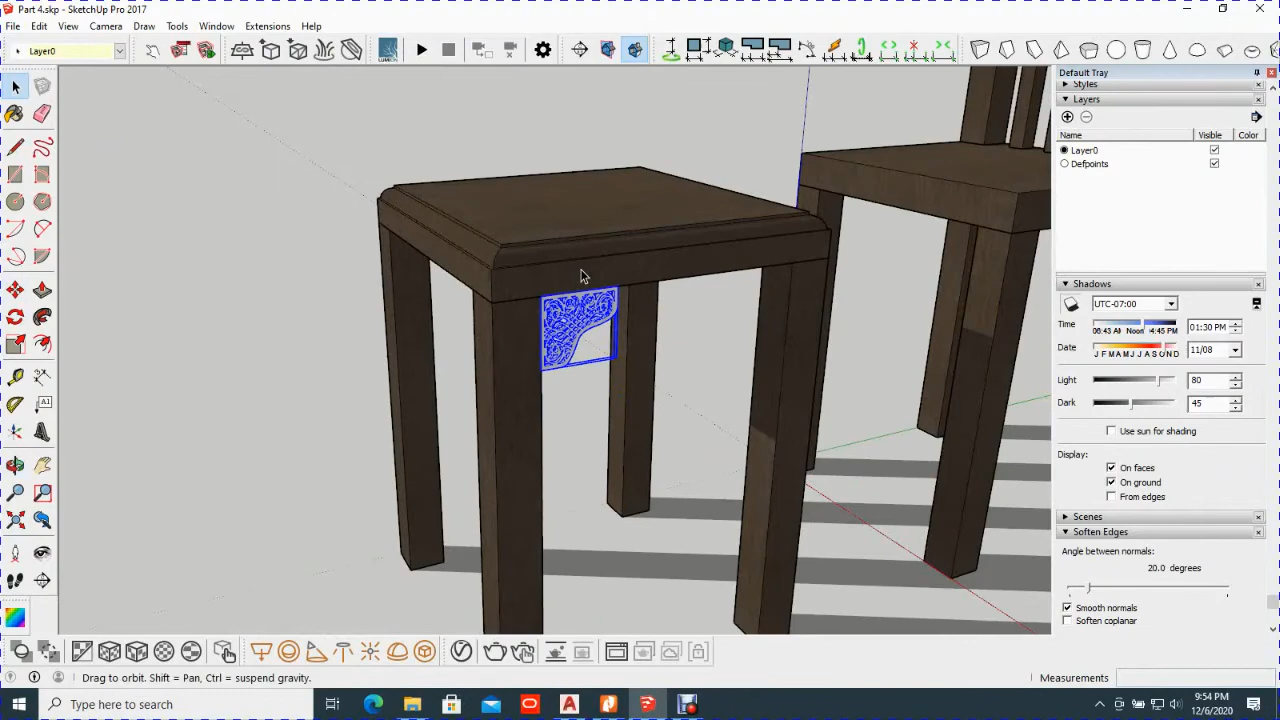 Part 4.skp - SketchUp Pro 2017
File Edit View Camera Draw Tools Window Extensions Help
Layer0
Default Tray
Styles
Layers
Name Visible Color
Layer0
Defpoints
Shadows
UTC-07:00
Time 06:43 AM Noon 4:45 PM 01:30 PM
Date J F M A M J J A S O N D 11/08
Light 80
Dark 45
Use sun for shading
Display: On faces
On ground
From edges
Scenes
Soften Edges
Angle between normals:
20.0 degrees
Smooth normals
Soften coplanar
A1
Drag to orbit. Shift = Pan, Ctrl = suspend gravity.
Measurements
Type here to search
9:54 PM
12/6/2020